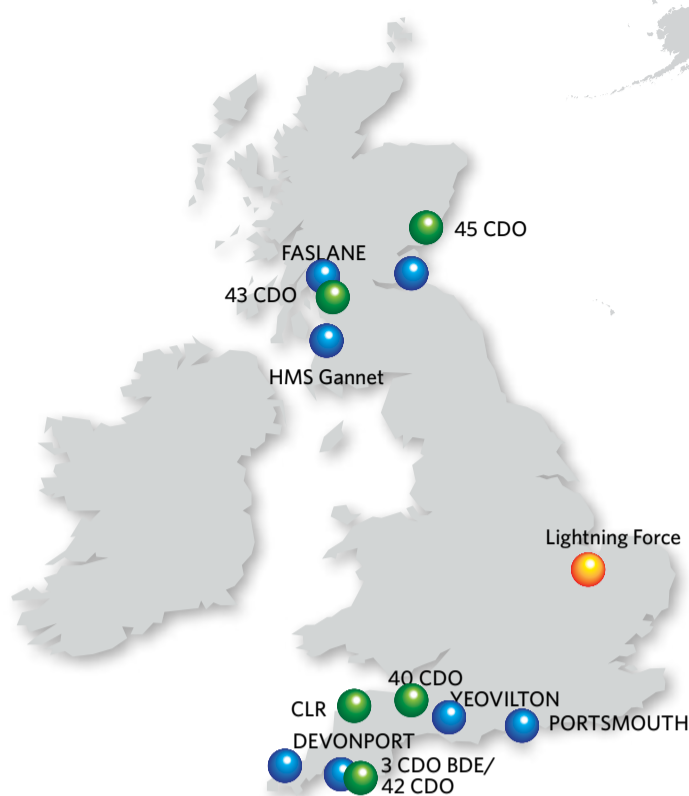 45 CDO
FASLANE
43 CDO
HMS Gannet
Lightning Force
40 CDO
YEOVILTON
CLR
PORTSMOUTH
DEVONPORT
3 CDO BDE/
42 CDO